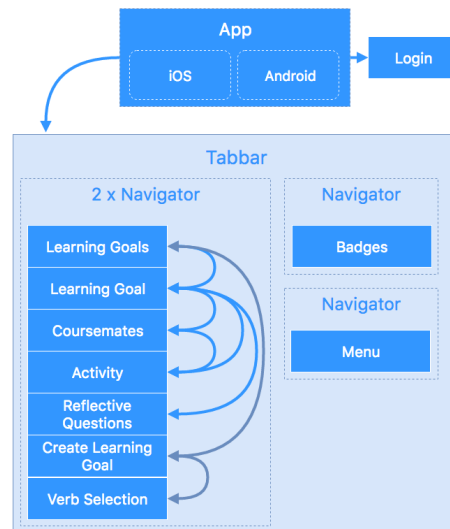 App
iOS
Android
Login
Tabbar
2 x Navigator
Learning Goals
Learning Goal
Coursemates
Activity
Reflective
Questions
Create Learning
Goal
Verb Selection
Navigator
Badges
Navigator
Menu